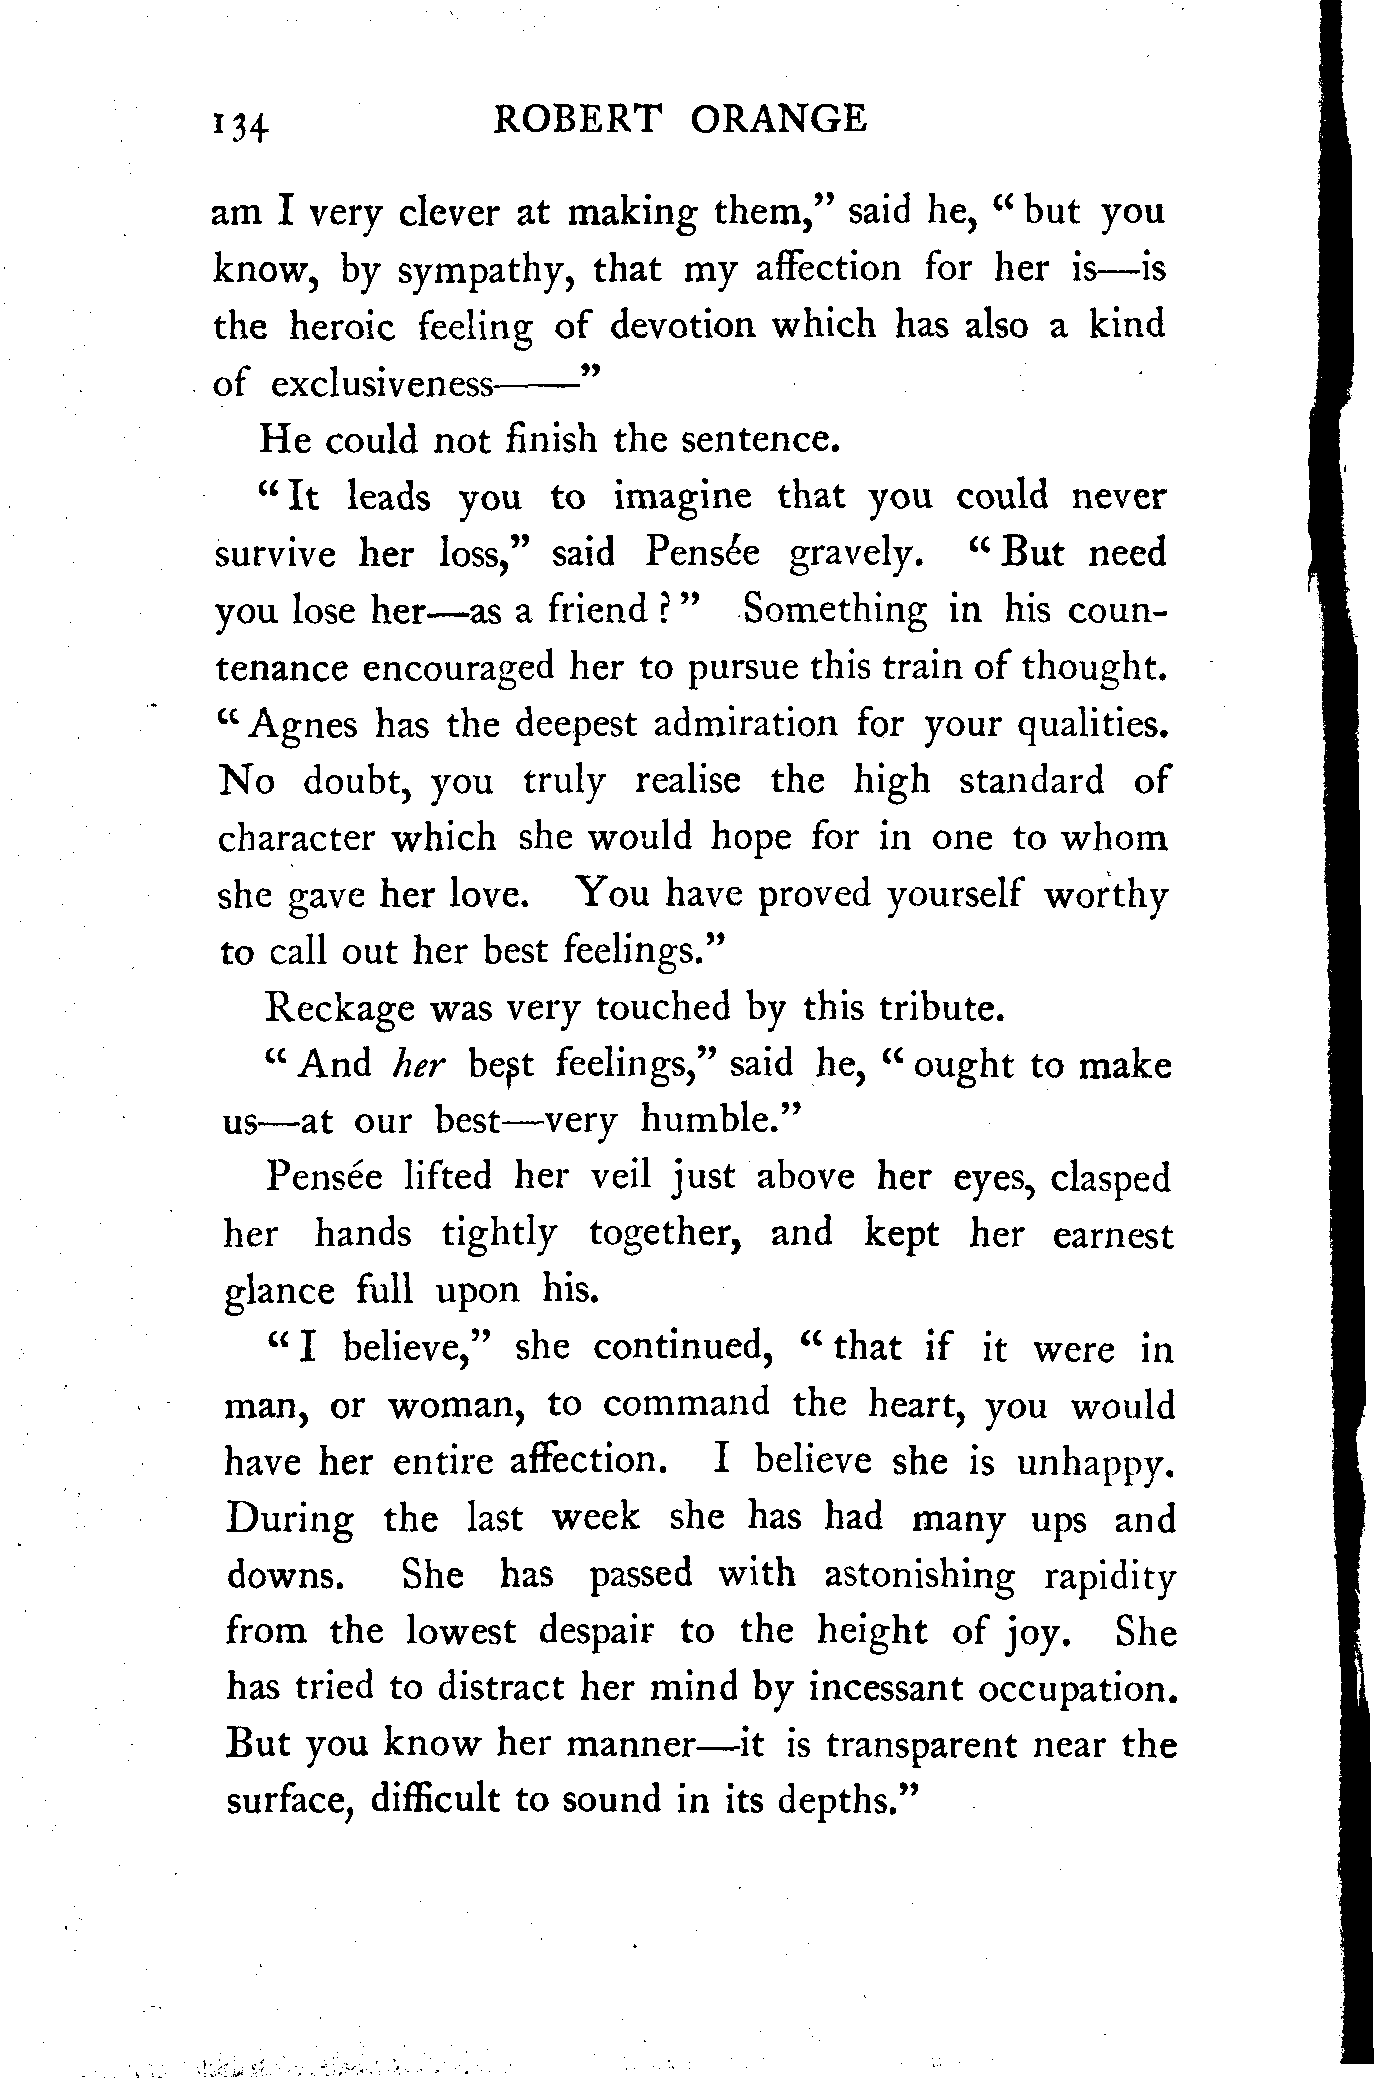 134 ROBERT ORANGE
am I very clever at making them,” said he, “but you
know, by sympathy, that my affection for her is—is
the heroic feeling of devotion which has also a kind
of exclusiveness——”
He could not finish the sentence.
“It leads you to imagine that you could never
survive her loss,” said Pensée gravely. “But need
you lose her—as a friend?” Something in his coun-
tenance encouraged her to pursue this train of thought.
“Agnes has the deepest admiration for your qualities.
No doubt, you truly realise the high standard of
character which she would hope for in one to whom
she gave her love. You have proved yourself worthy
to call out her best feelings.”
Reckage was very touched by this tribute.
“And her best feelings,” said he, “ought to make
us—at our best—very humble.”
Pensée lifted her veil just above her eyes, clasped
her hands tightly together, and kept her earnest
glance full upon his.
“I believe,” she continued, “that if it were in
man, or woman, to command the heart, you would
have her entire affection. I believe she is unhappy.
During the last week she has had many ups and
downs. She has passed with astonishing rapidity
from the lowest despair to the height of joy. She
has tried to distract her mind by incessant occupation.
But you know her manner—it is transparent near the
surface, difficult to sound in its depths.”